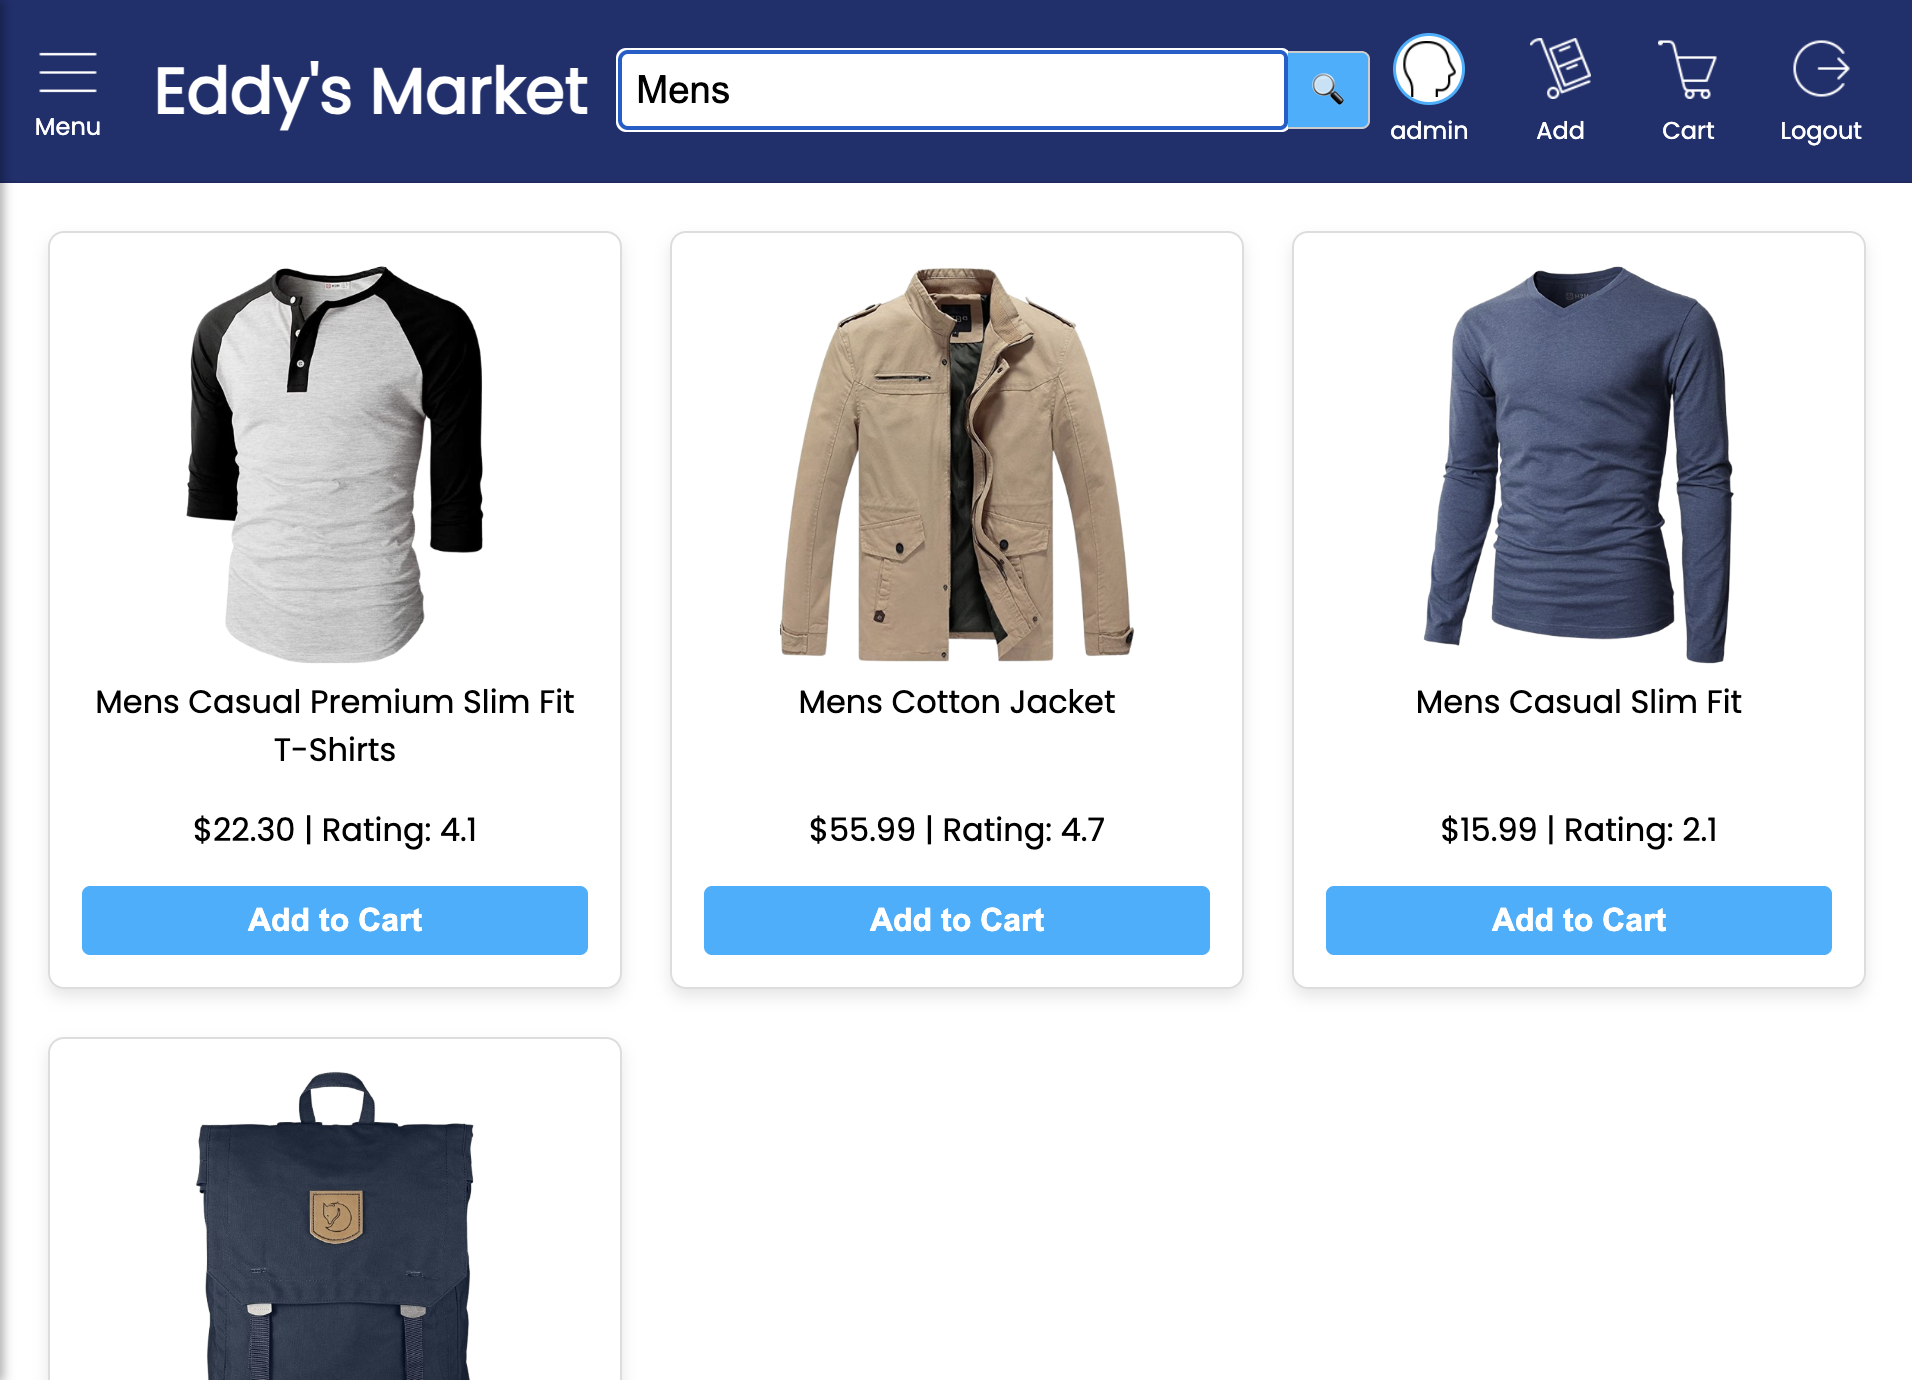 Menu
Eddy's Market
Mens
admin
Add
Cart
Logout
Mens Casual Premium Slim Fit
T-Shirts
$22.30 | Rating: 4.1
Add to Cart
Mens Cotton Jacket
$55.99 | Rating: 4.7
Add to Cart
Mens Casual Slim Fit
$15.99 | Rating: 2.1
Add to Cart